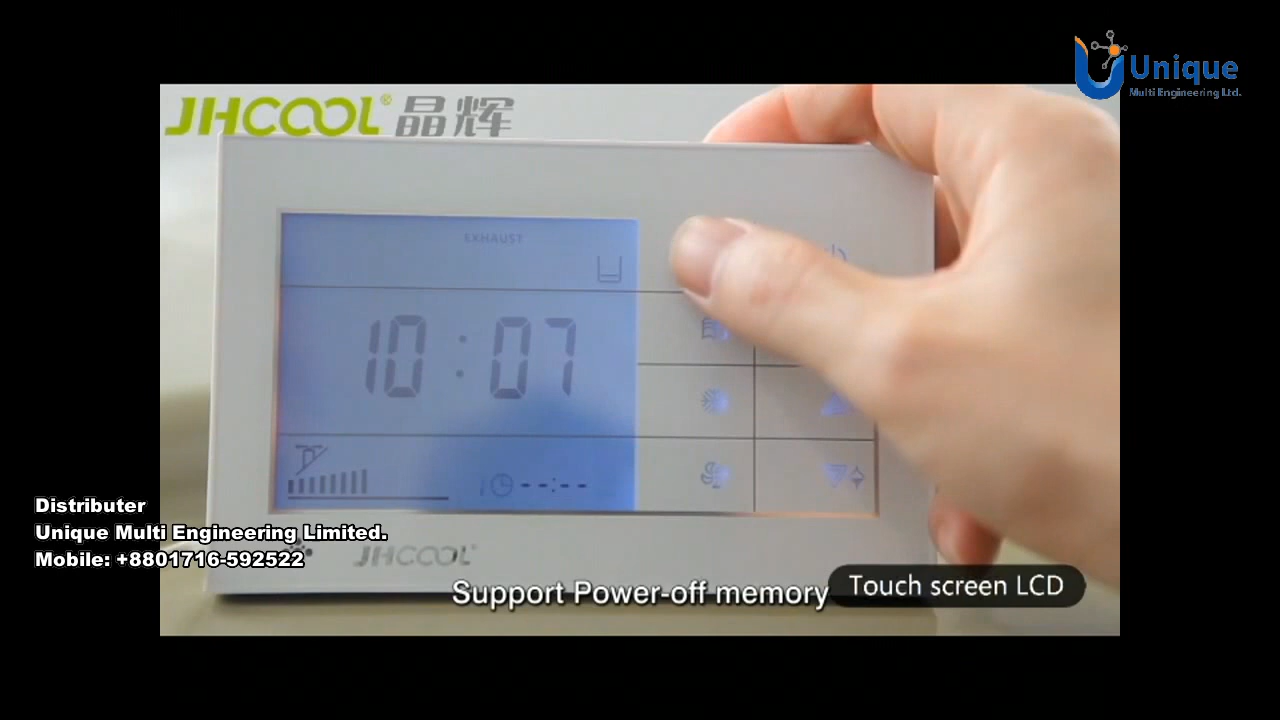 Unique
Multi Engineering Ltd.
JHCOOL® 晶辉
EXHAUST
10:07
--:--
JHCOOL
Distributer
Unique Multi Engineering Limited.
Mobile: +8801716-592522
Support Power-off memory
Touch screen LCD